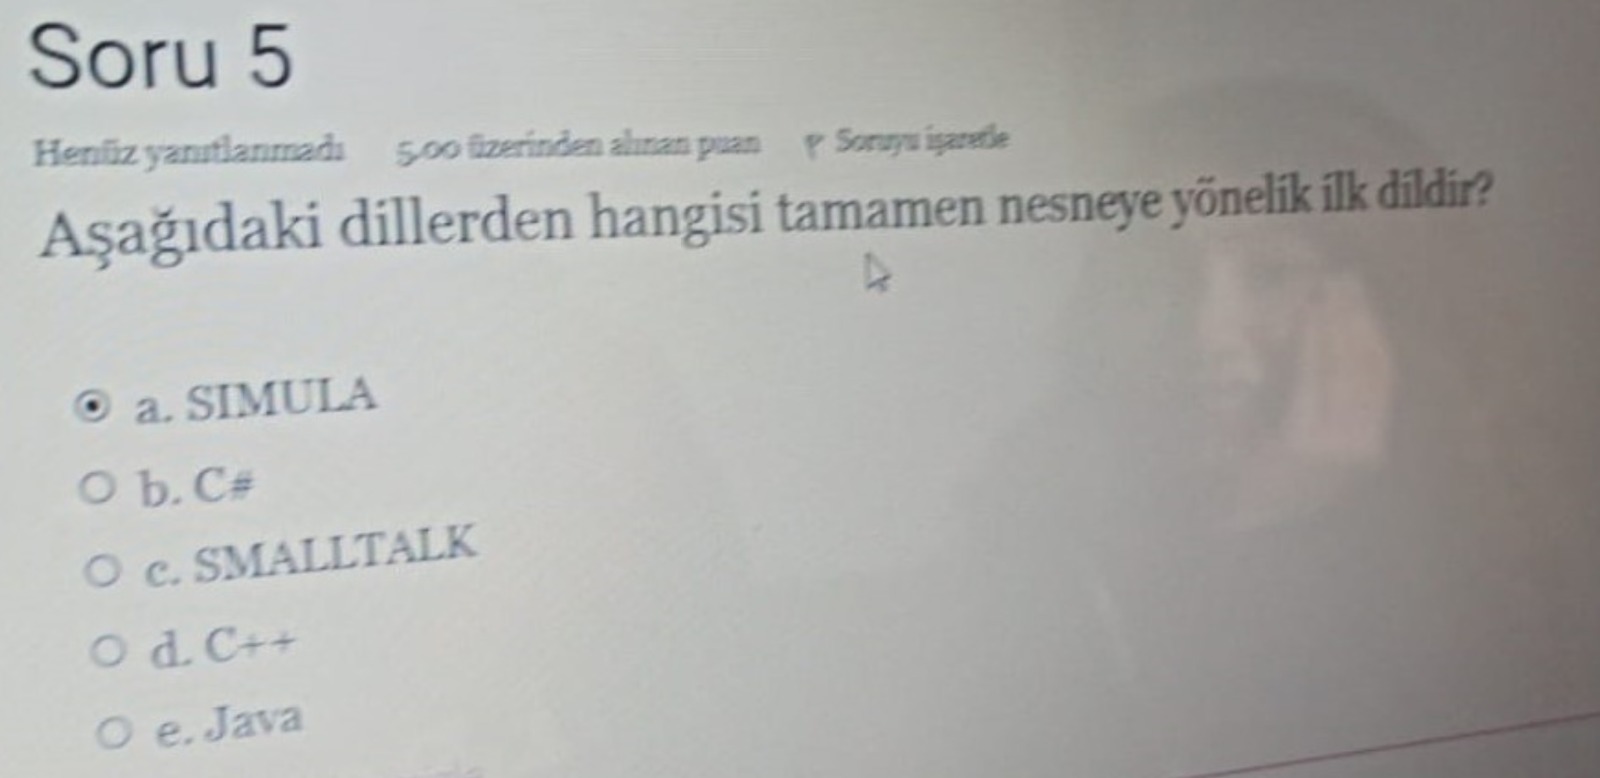 Soru 5
Henüz yanıtlanmadı 5,00 üzerinden alınan puan Soruyu işaretle
Aşağıdaki dillerden hangisi tamamen nesneye yönelik ilk dildir?
a. SIMULA
b. C#
c. SMALLTALK
d. C++
e. Java